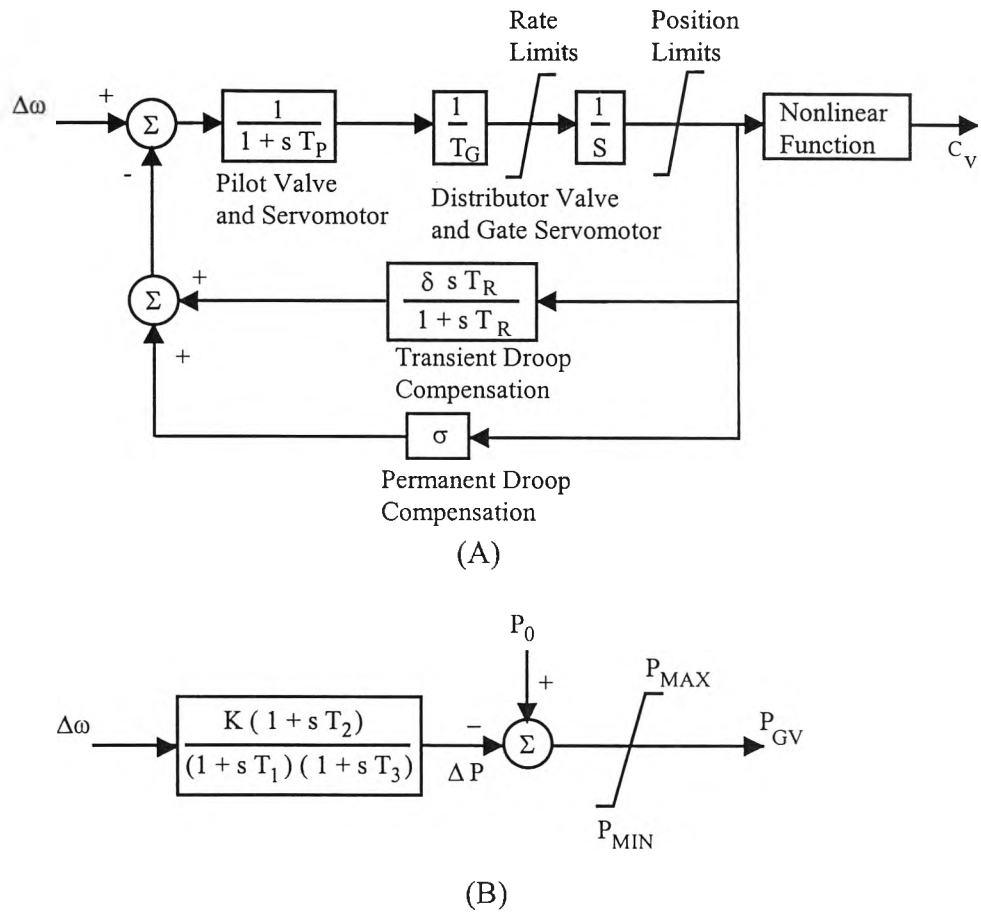 Rate
Limits
Position
Limits
Δω
+
Σ
-
1
1 + s T_P
Pilot Valve
and Servomotor
1
T_G
1
S
Distributor Valve
and Gate Servomotor
Nonlinear
Function
C_V
Σ
+
+
δ s T_R
1 + s T_R
Transient Droop
Compensation
σ
Permanent Droop
Compensation
(A)
P_0
+
Δω
K ( 1 + s T_2 )
(1 + s T_1 ) ( 1 + s T_3 )
−
Δ P
Σ
P_MAX
P_MIN
P_GV
(B)